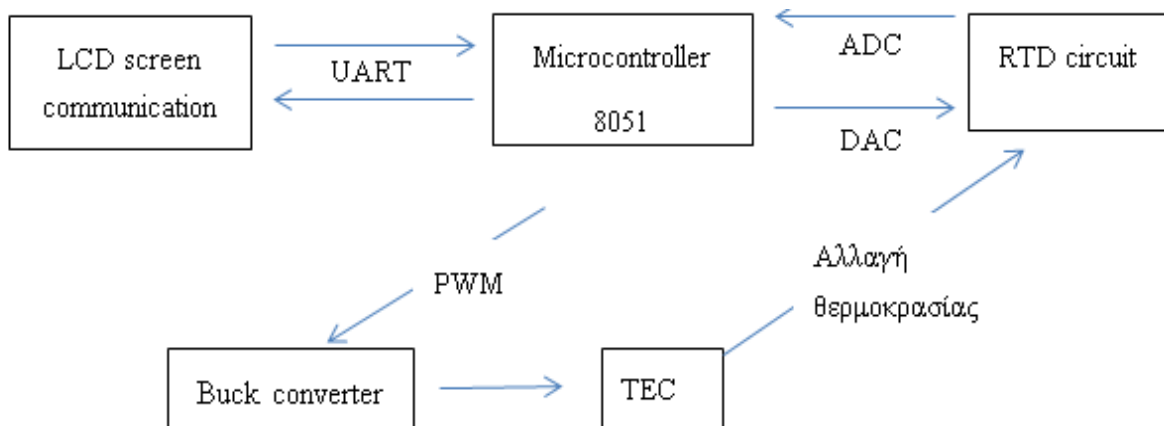 LCD screen
communication
UART
Microcontroller
8051
ADC
DAC
RTD circuit
PWM
Αλλαγή
θερμοκρασίας
Buck converter
TEC